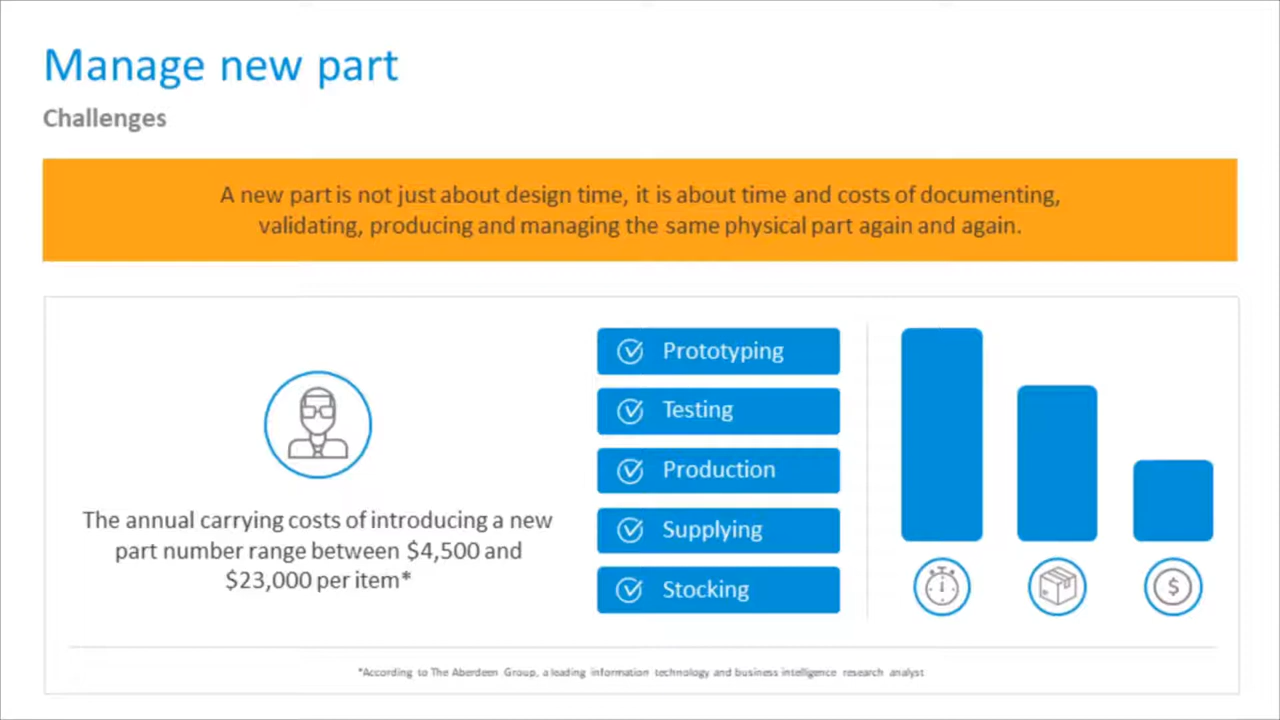 Manage new part
Challenges
A new part is not just about design time, it is about time and costs of documenting,
validating, producing and managing the same physical part again and again.
The annual carrying costs of introducing a new
part number range between $4,500 and
$23,000 per item*
Prototyping
Testing
Production
Supplying
Stocking
$
*According to The Aberdeen Group, a leading information technology and business intelligence research analyst